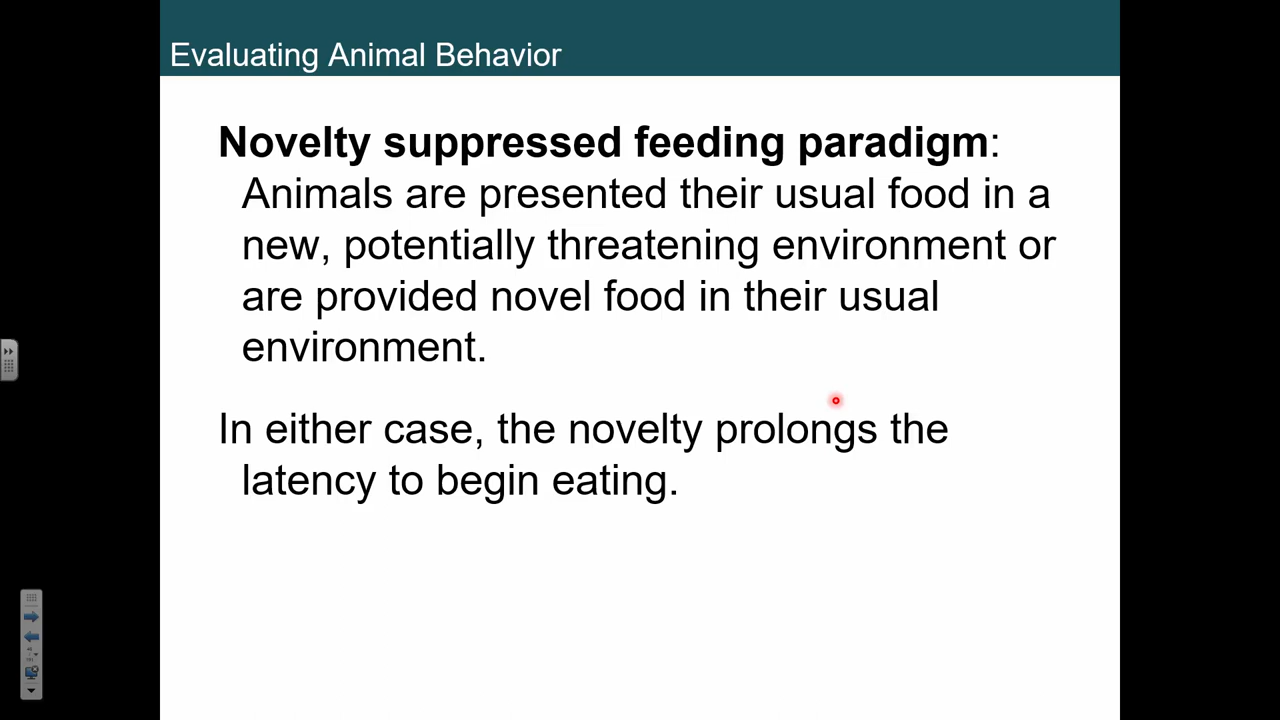 Evaluating Animal Behavior
Novelty suppressed feeding paradigm:
Animals are presented their usual food in a
new, potentially threatening environment or
are provided novel food in their usual
environment.
In either case, the novelty prolongs the
latency to begin eating.